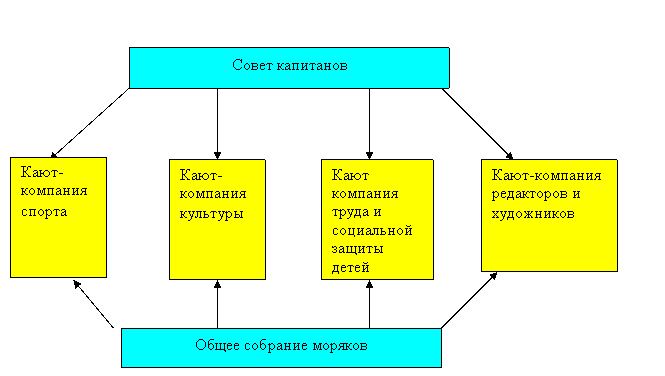 Совет капитанов
Кают-
компания
спорта
Кают-
компания
культуры
Кают
компания
труда и
социальной
защиты
детей
Кают-компания
редакторов и
художников
Общее собрание моряков